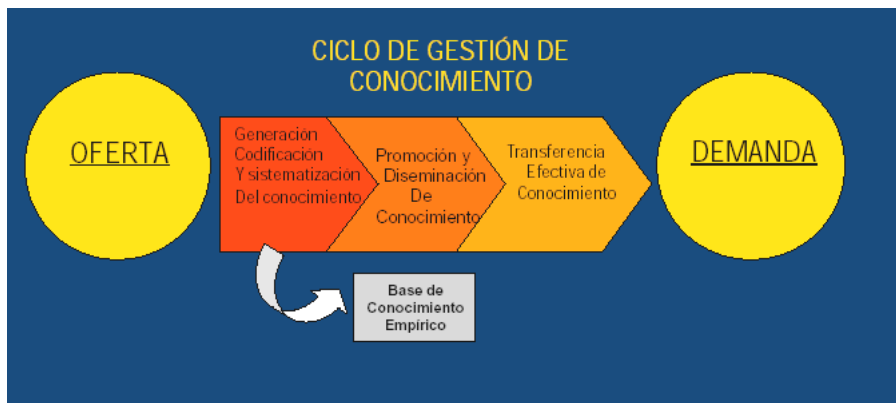 CICLO DE GESTIÓN DE
CONOCIMIENTO
OFERTA
Generación
Codificación
Y sistematización
Del conocimiento
Promoción y
Diseminación
De
Conocimiento
Transferencia
Efectiva de
Conocimiento
DEMANDA
Base de
Conocimiento
Empírico